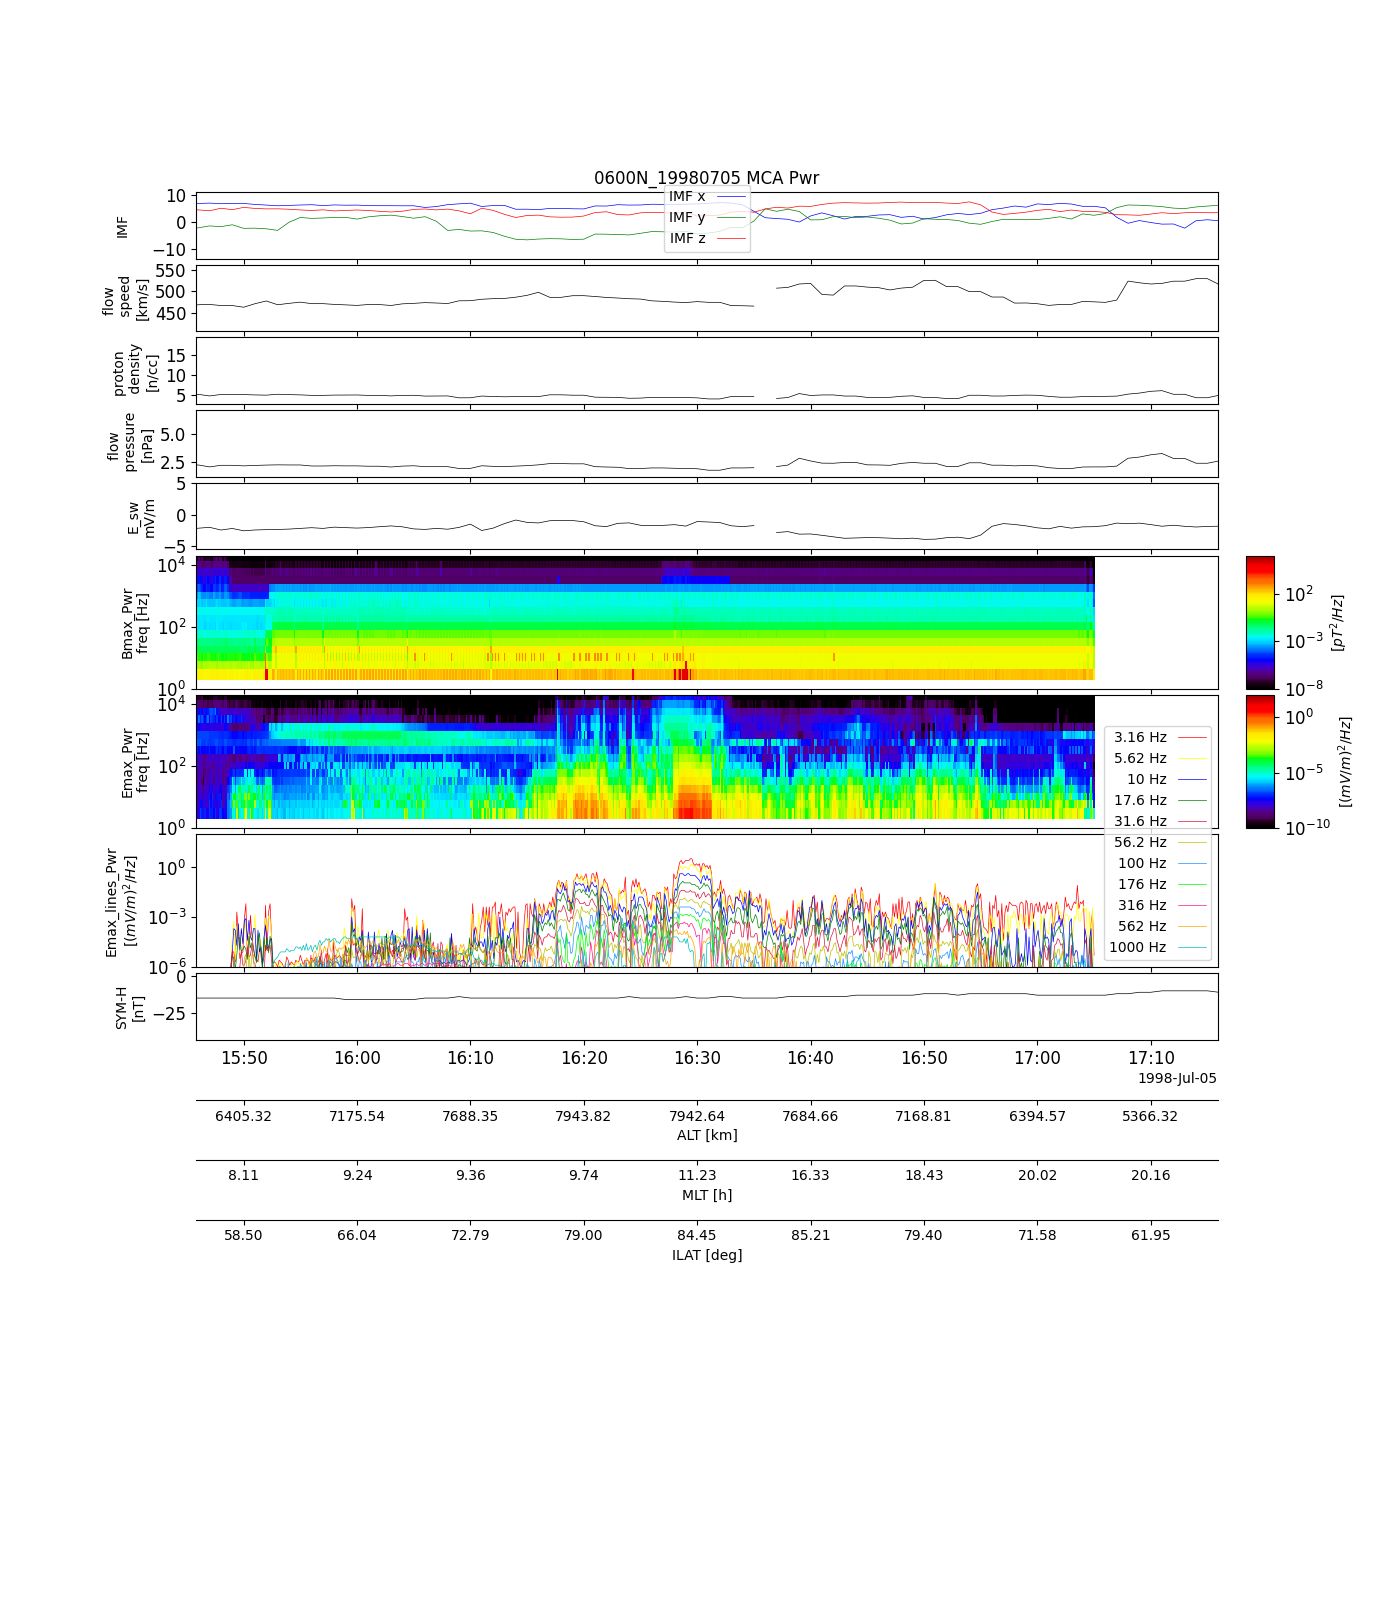 0600N_19980705 MCA Pwr
10
0
−10
IMF
IMF x
IMF y
IMF z
550
500
450
flow
speed
[km/s]
15
10
5
proton
density
[n/cc]
5.0
2.5
flow
pressure
[nPa]
5
0
−5
E_sw
mV/m
10^4
10^2
10^0
Bmax_Pwr
freq [Hz]
10^2
10^−3
10^−8
[pT^2/Hz]
10^4
10^2
10^0
Emax_Pwr
freq [Hz]
10^0
10^−5
10^−10
[(mV/m)^2/Hz]
3.16 Hz
5.62 Hz
10 Hz
17.6 Hz
31.6 Hz
56.2 Hz
100 Hz
176 Hz
316 Hz
562 Hz
1000 Hz
10^0
10^−3
10^−6
Emax_lines_Pwr
[(mV/m)^2/Hz]
0
−25
SYM-H
[nT]
15:50 16:00 16:10 16:20 16:30 16:40 16:50 17:00 17:10
1998-Jul-05
6405.32 7175.54 7688.35 7943.82 7942.64 7684.66 7168.81 6394.57 5366.32
ALT [km]
8.11 9.24 9.36 9.74 11.23 16.33 18.43 20.02 20.16
MLT [h]
58.50 66.04 72.79 79.00 84.45 85.21 79.40 71.58 61.95
ILAT [deg]